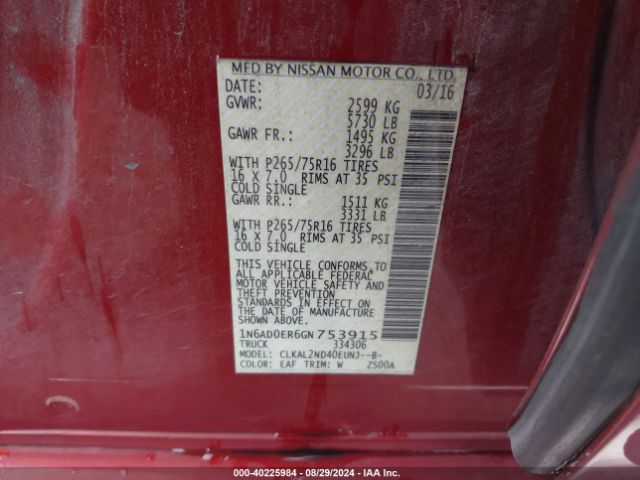 MFD BY NISSAN MOTOR CO., LTD.
DATE: 03/16
GVWR: 2599 KG
5730 LB
GAWR FR.: 1495 KG
3296 LB
WITH P265/75R16 TIRES
16 X 7.0 RIMS AT 35 PSI
COLD SINGLE
GAWR RR.: 1511 KG
3331 LB
WITH P265/75R16 TIRES
16 X 7.0 RIMS AT 35 PSI
COLD SINGLE
THIS VEHICLE CONFORMS TO
ALL APPLICABLE FEDERAL
MOTOR VEHICLE SAFETY AND
THEFT PREVENTION
STANDARDS IN EFFECT ON
THE DATE OF MANUFACTURE
SHOWN ABOVE.
1N6AD0ER6GN753915
TRUCK 334306
MODEL: CLKAL2ND40EUNJ--B-
COLOR: EAF TRIM: W ZS00A
000-40225984 - 08/29/2024 - IAA Inc.